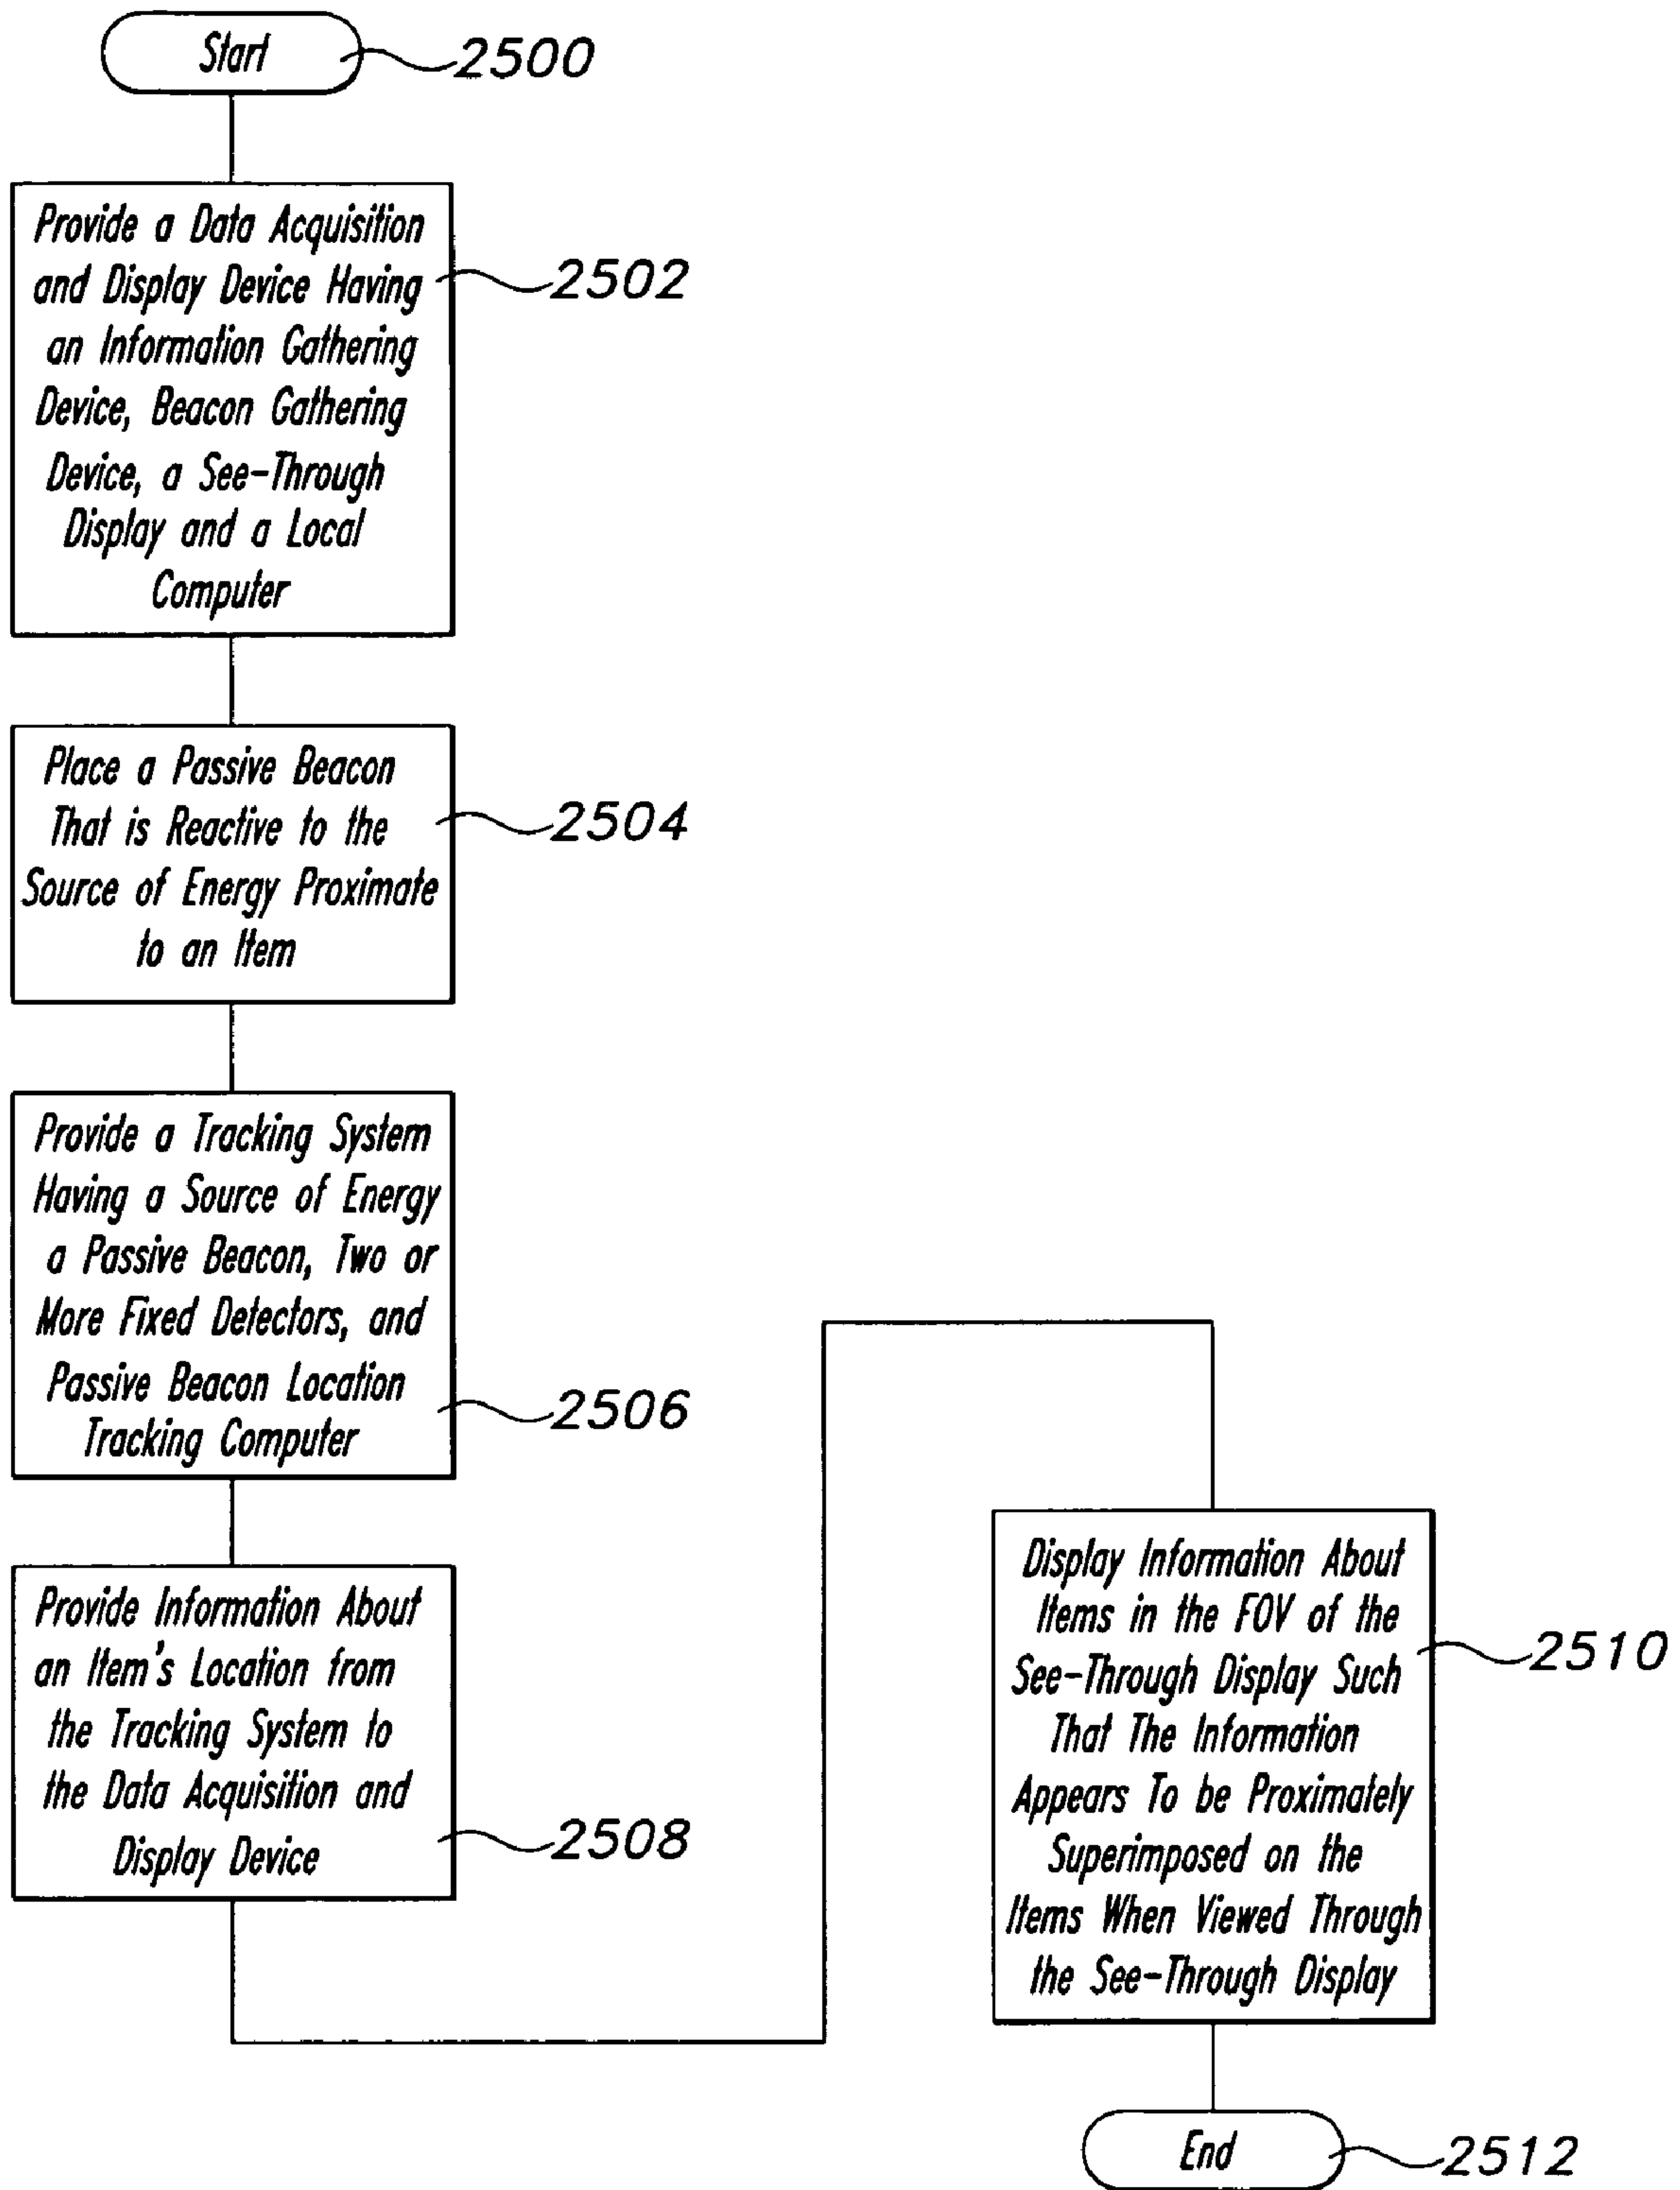 Start
2500
Provide a Data Acquisition
and Display Device Having
an Information Gathering
Device, Beacon Gathering
Device, a See-Through
Display and a Local
Computer
2502
Place a Passive Beacon
That is Reactive to the
Source of Energy Proximate
to an Item
2504
Provide a Tracking System
Having a Source of Energy
a Passive Beacon, Two or
More Fixed Detectors, and
Passive Beacon Location
Tracking Computer
2506
Provide Information About
an Item's Location from
the Tracking System to
the Data Acquisition and
Display Device
2508
Display Information About
Items in the FOV of the
See-Through Display Such
That The Information
Appears To be Proximately
Superimposed on the
Items When Viewed Through
the See-Through Display
2510
End
2512